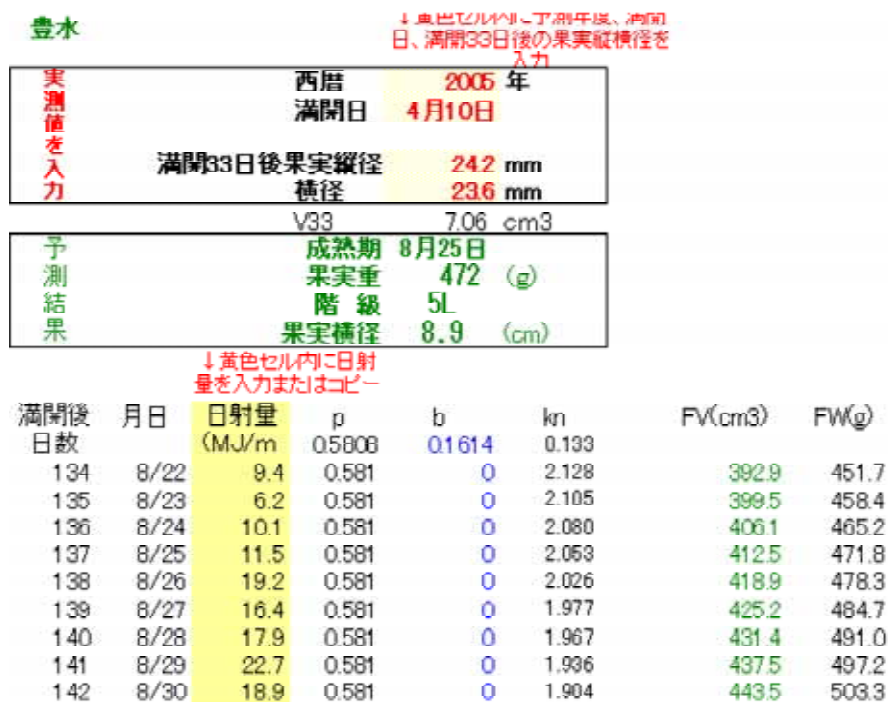 豊水
↓黄色セル内に予測年度、満開
日、満開33日後の果実縦横径を
入力
実測値を入力
西暦 2005 年
満開日 4月10日
満開33日後果実縦径 24.2 mm
横径 23.6 mm
V33 7.06 cm3
予測結果
成熟期 8月25日
果実重 472 (g)
階 級 5L
果実横径 8.9 (cm)
↓黄色セル内に日射
量を入力またはコピー
満開後 月日 日射量 p b kn FV(cm3) FW(g)
日数 (MJ/m 0.5808 0.1614 0.133
134 8/22 9.4 0.581 0 2.128 392.9 451.7
135 8/23 6.2 0.581 0 2.105 399.5 458.4
136 8/24 10.1 0.581 0 2.080 406.1 465.2
137 8/25 11.5 0.581 0 2.053 412.5 471.8
138 8/26 19.2 0.581 0 2.026 418.9 478.3
139 8/27 16.4 0.581 0 1.977 425.2 484.7
140 8/28 17.9 0.581 0 1.967 431.4 491.0
141 8/29 22.7 0.581 0 1.936 437.5 497.2
142 8/30 18.9 0.581 0 1.904 443.5 503.3